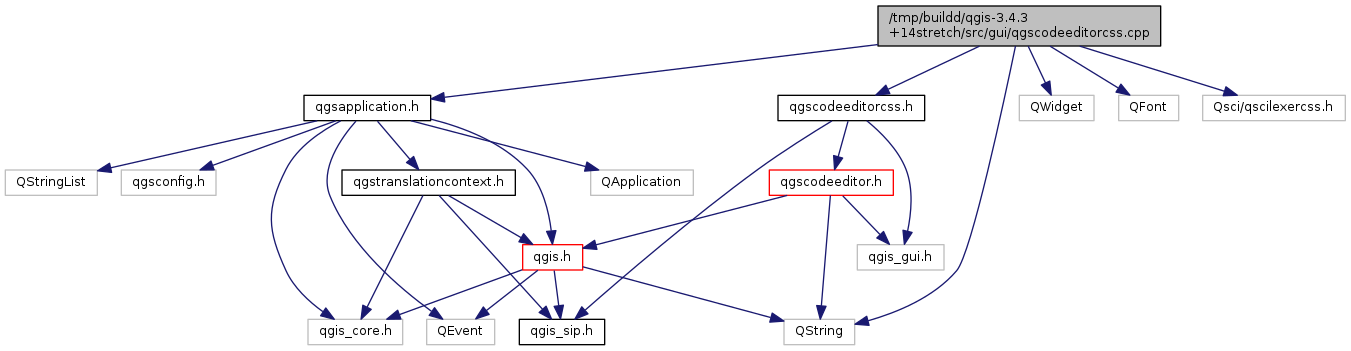 /tmp/buildd/qgis-3.4.3
+14stretch/src/gui/qgscodeeditorcss.cpp
qgsapplication.h
qgscodeeditorcss.h
QWidget
QFont
Qsci/qscilexercss.h
QStringList
qgsconfig.h
qgstranslationcontext.h
QApplication
qgscodeeditor.h
qgis.h
qgis_gui.h
qgis_core.h
QEvent
qgis_sip.h
QString